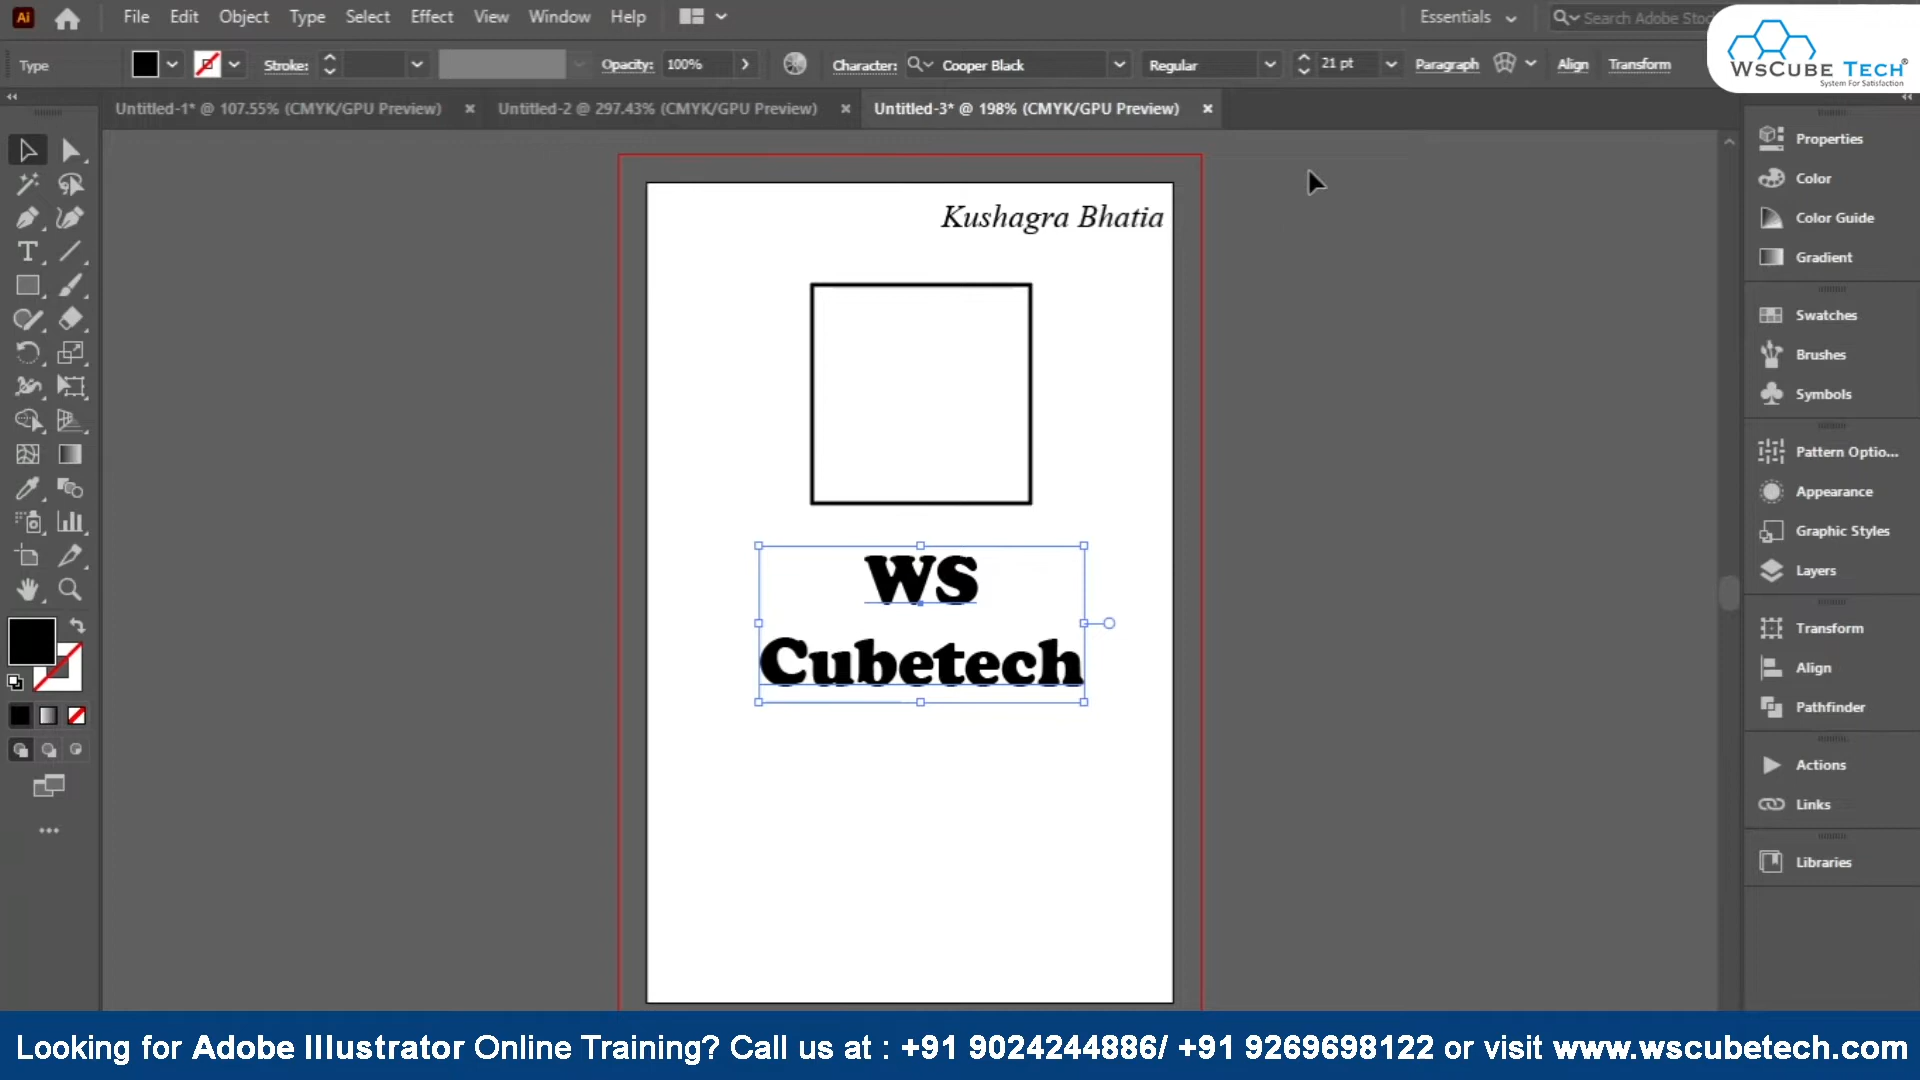 File Edit Object Type Select Effect View Window Help Essentials Search Adobe Stoc
WsCube Tech®
System For Satisfaction
Type Stroke: Opacity: 100% Character: Cooper Black Regular 21 pt Paragraph Align Transform
Untitled-1* @ 107.55% (CMYK/GPU Preview) Untitled-2 @ 297.43% (CMYK/GPU Preview) Untitled-3* @ 198% (CMYK/GPU Preview)
Properties
Color
Color Guide
Gradient
Swatches
Brushes
Symbols
Pattern Optio...
Appearance
Graphic Styles
Layers
Transform
Align
Pathfinder
Actions
Links
Libraries
Kushagra Bhatia
WS
Cubetech
Looking for Adobe Illustrator Online Training? Call us at : +91 9024244886/ +91 9269698122 or visit www.wscubetech.com